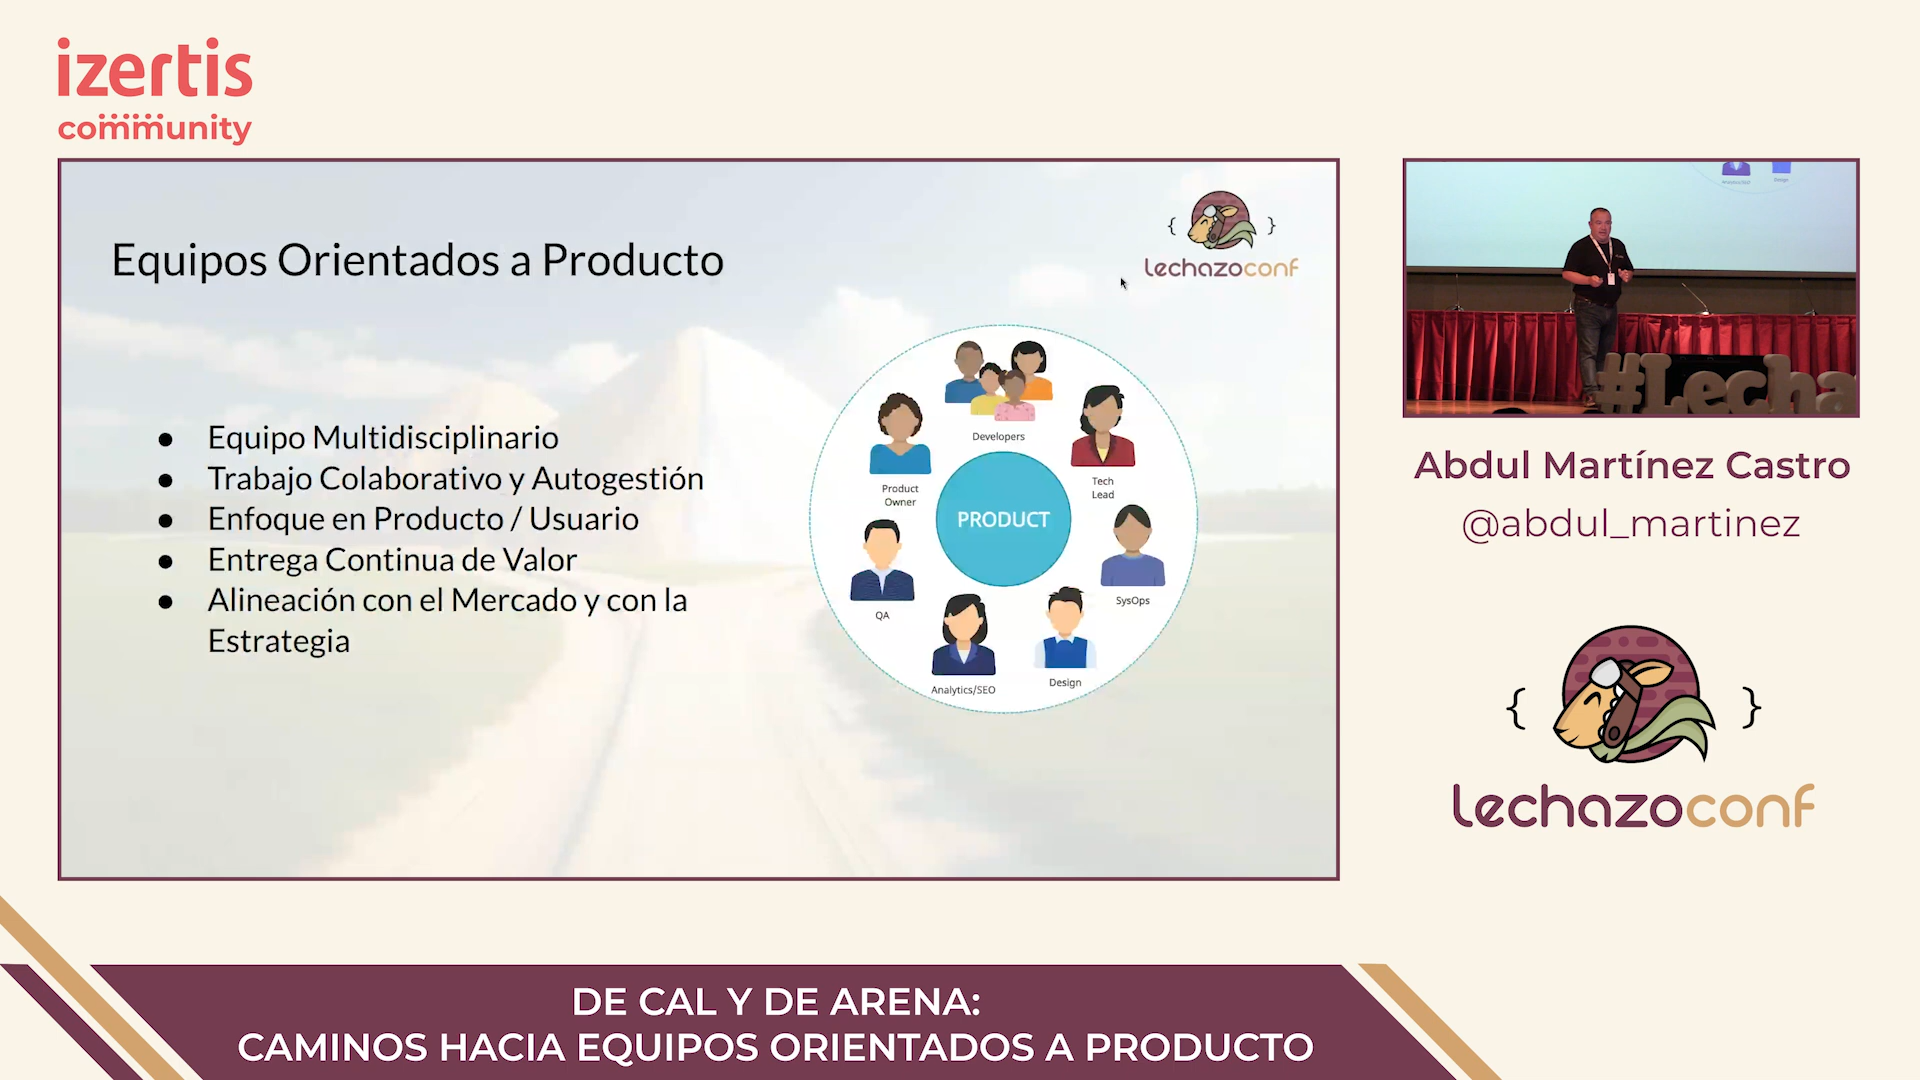 izertis
community
Equipos Orientados a Producto
{ }
lechazoconf
● Equipo Multidisciplinario
● Trabajo Colaborativo y Autogestión
● Enfoque en Producto / Usuario
● Entrega Continua de Valor
● Alineación con el Mercado y con la
Estrategia
Developers
Product
Owner
Tech
Lead
PRODUCT
QA
SysOps
Analytics/SEO
Design
#Lecha
Abdul Martínez Castro
@abdul_martinez
{ }
lechazoconf
DE CAL Y DE ARENA:
CAMINOS HACIA EQUIPOS ORIENTADOS A PRODUCTO